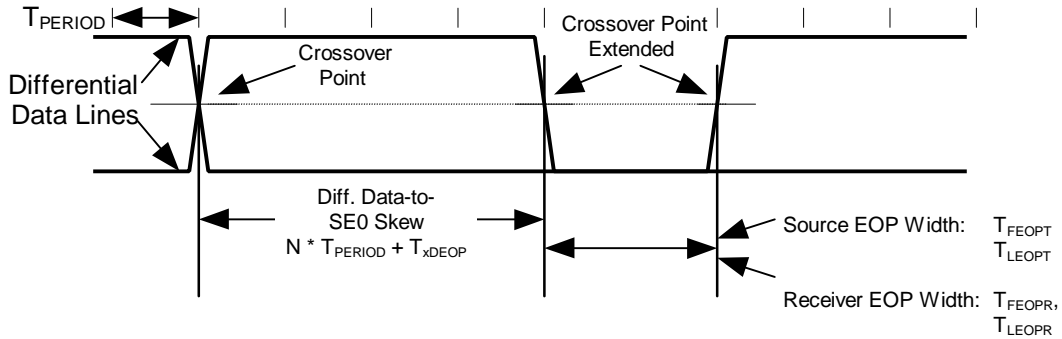 TPERIOD
Differential
Data Lines
Crossover
Point
Crossover Point
Extended
Diff. Data-to-
SE0 Skew
N * TPERIOD + TxDEOP
Source EOP Width: TFEOPT
TLEOPT
Receiver EOP Width: TFEOPR,
TLEOPR